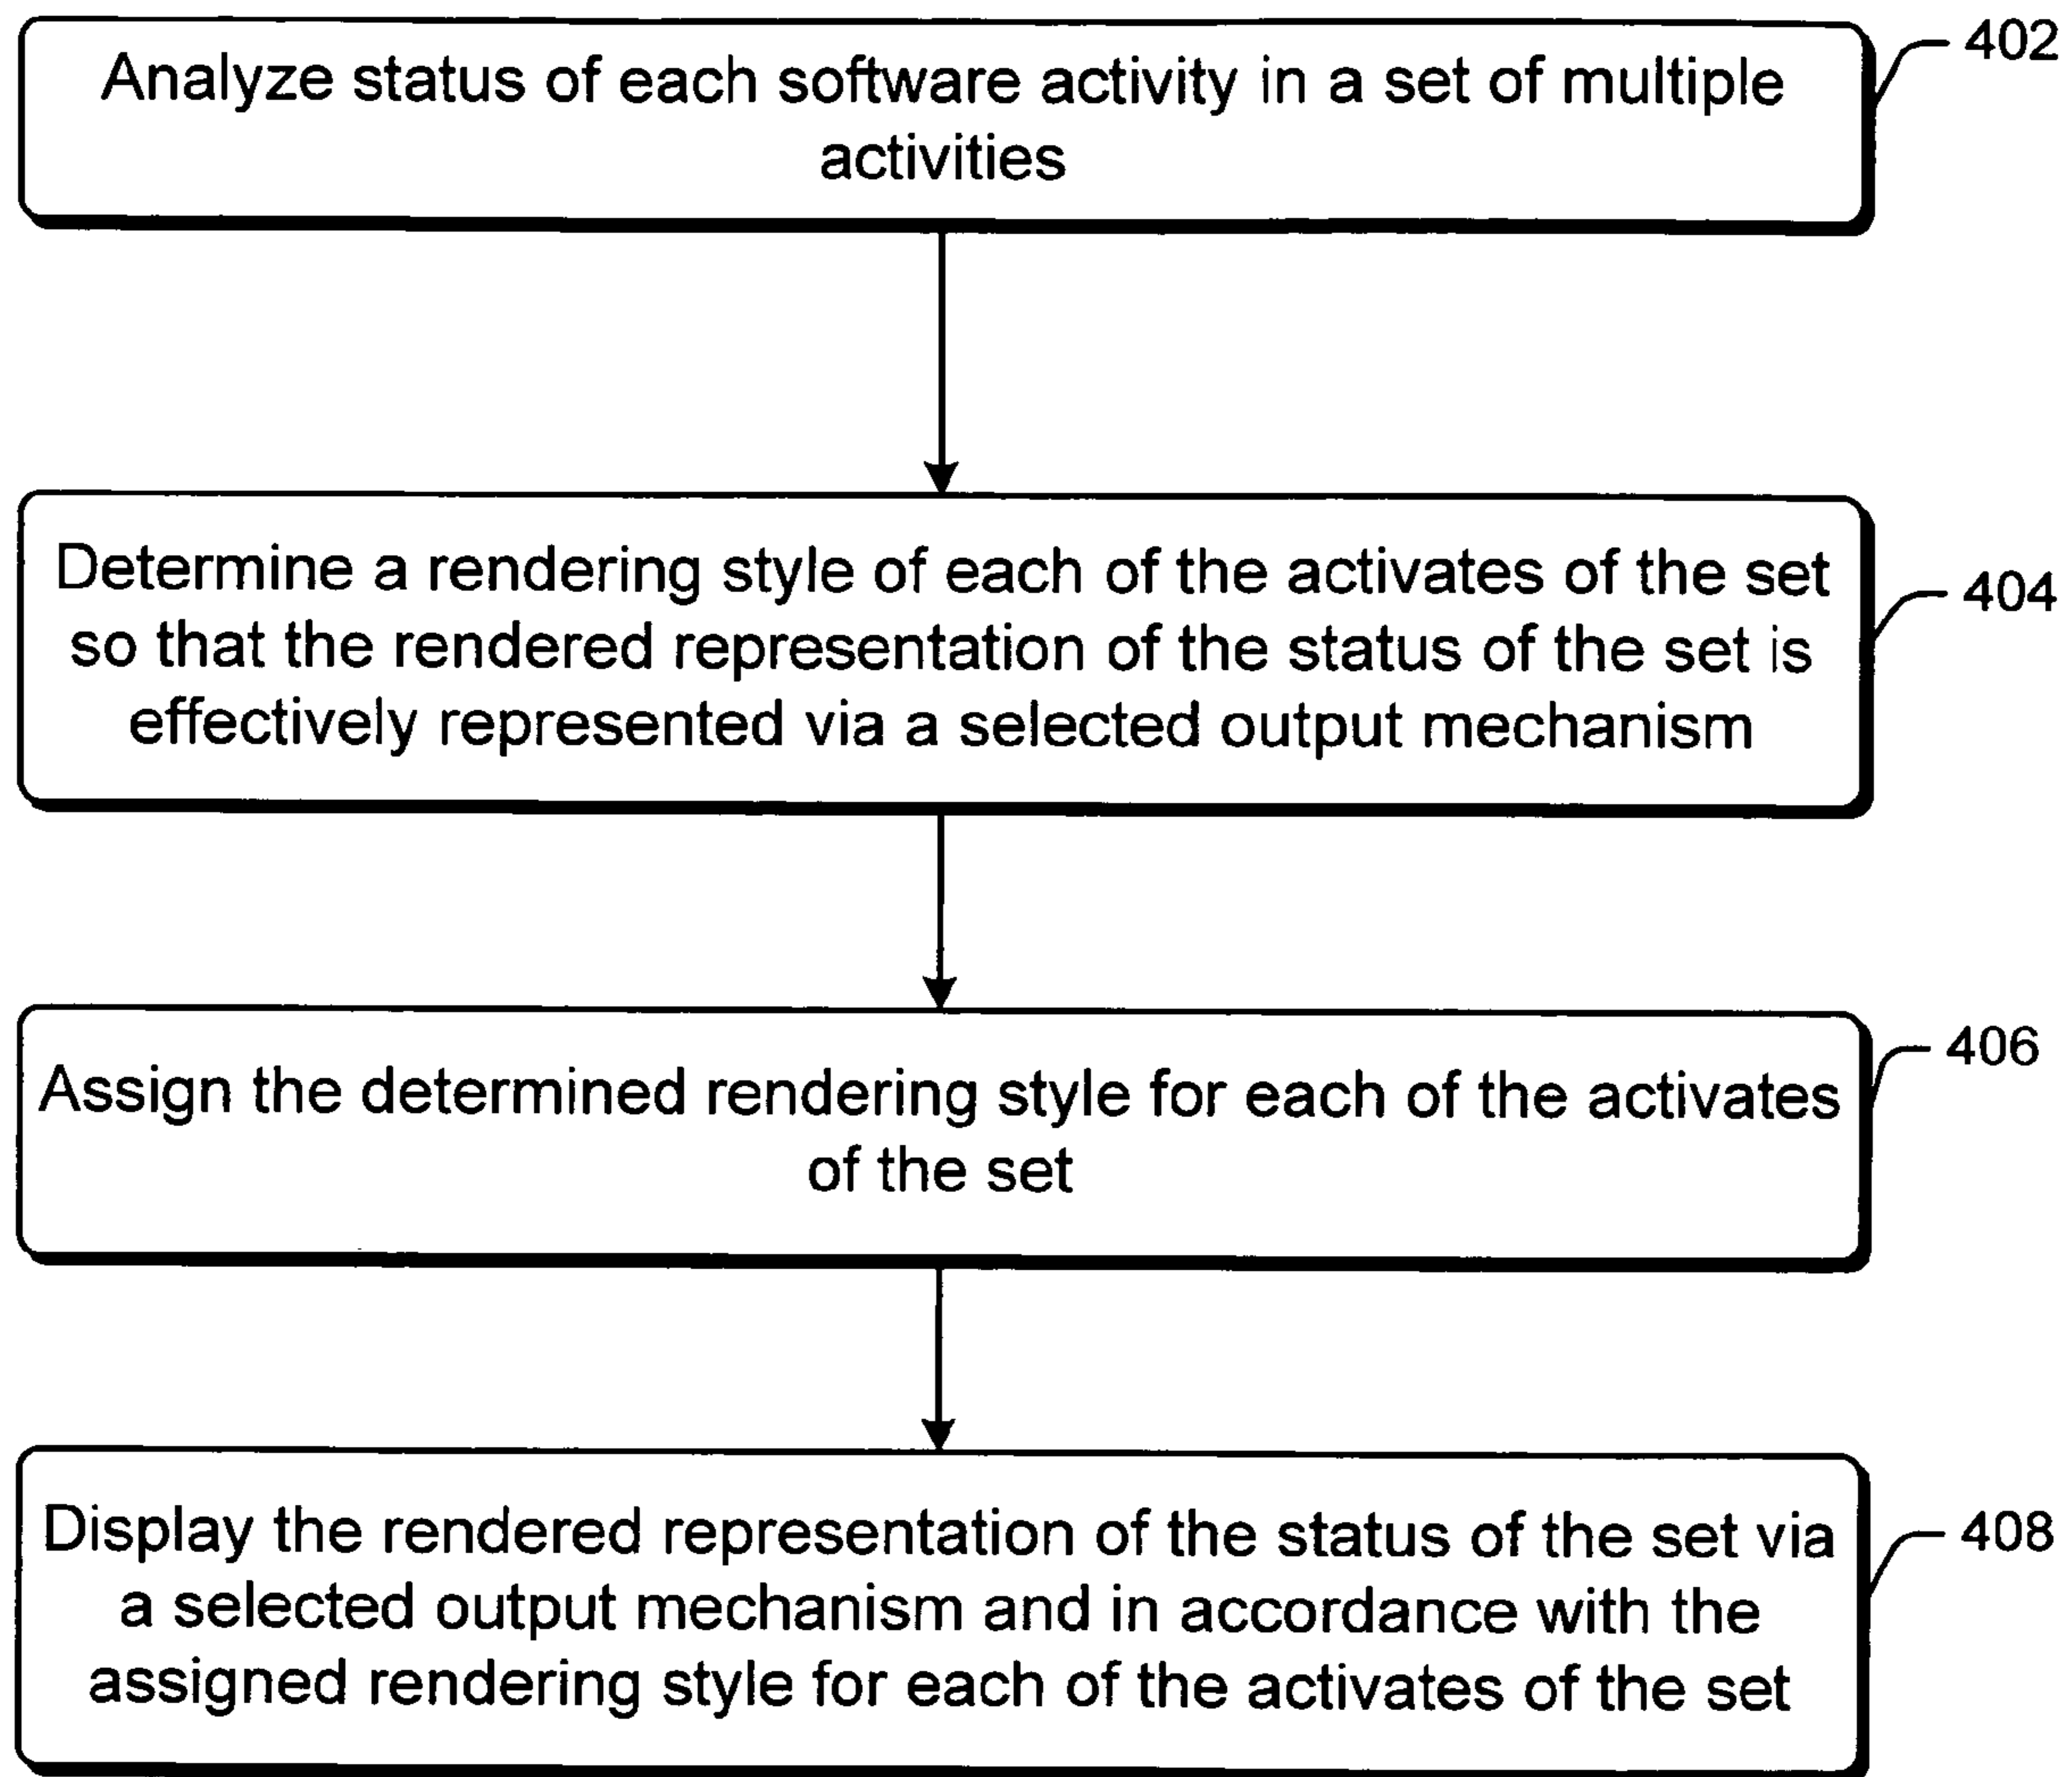 Analyze status of each software activity in a set of multiple
activities
402
Determine a rendering style of each of the activates of the set
so that the rendered representation of the status of the set is
effectively represented via a selected output mechanism
404
Assign the determined rendering style for each of the activates
of the set
406
Display the rendered representation of the status of the set via
a selected output mechanism and in accordance with the
assigned rendering style for each of the activates of the set
408